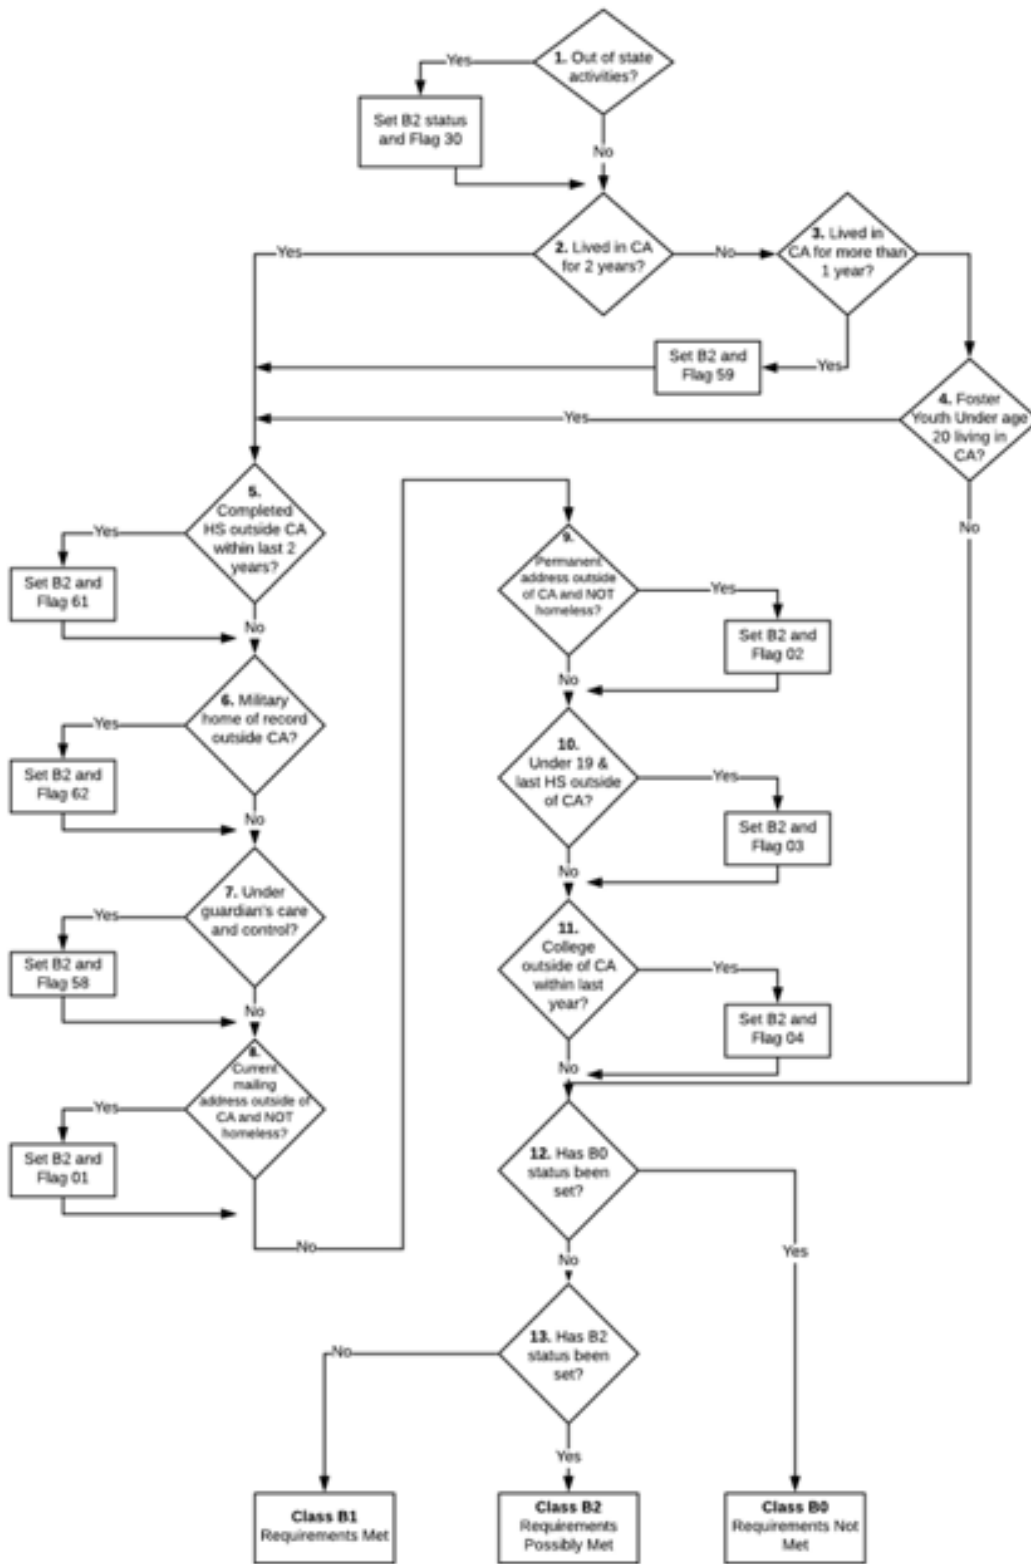 1. Out of state
activities?
Yes
Set B2 status
and Flag 30
No
2. Lived in CA
for 2 years?
Yes
No
3. Lived in
CA for more than
1 year?
Yes
Set B2 and
Flag 59
4. Foster
Youth Under age
20 living in
CA?
Yes
No
5.
Completed
HS outside CA
within last 2
years?
Yes
Set B2 and
Flag 61
No
6. Military
home of record
outside CA?
Yes
Set B2 and
Flag 62
No
7. Under
guardian's care
and control?
Yes
Set B2 and
Flag 58
No
8.
Current
mailing
address outside of
CA and NOT
homeless?
Yes
Set B2 and
Flag 01
No
9.
Permanent
address outside
of CA and NOT
homeless?
Yes
Set B2 and
Flag 02
No
10.
Under 19 &
last HS outside
of CA?
Yes
Set B2 and
Flag 03
No
11.
College
outside of CA
within last
year?
Yes
Set B2 and
Flag 04
No
12. Has B0
status been
set?
Yes
No
13. Has B2
status been
set?
No
Yes
Class B1
Requirements Met
Class B2
Requirements
Possibly Met
Class B0
Requirements Not
Met